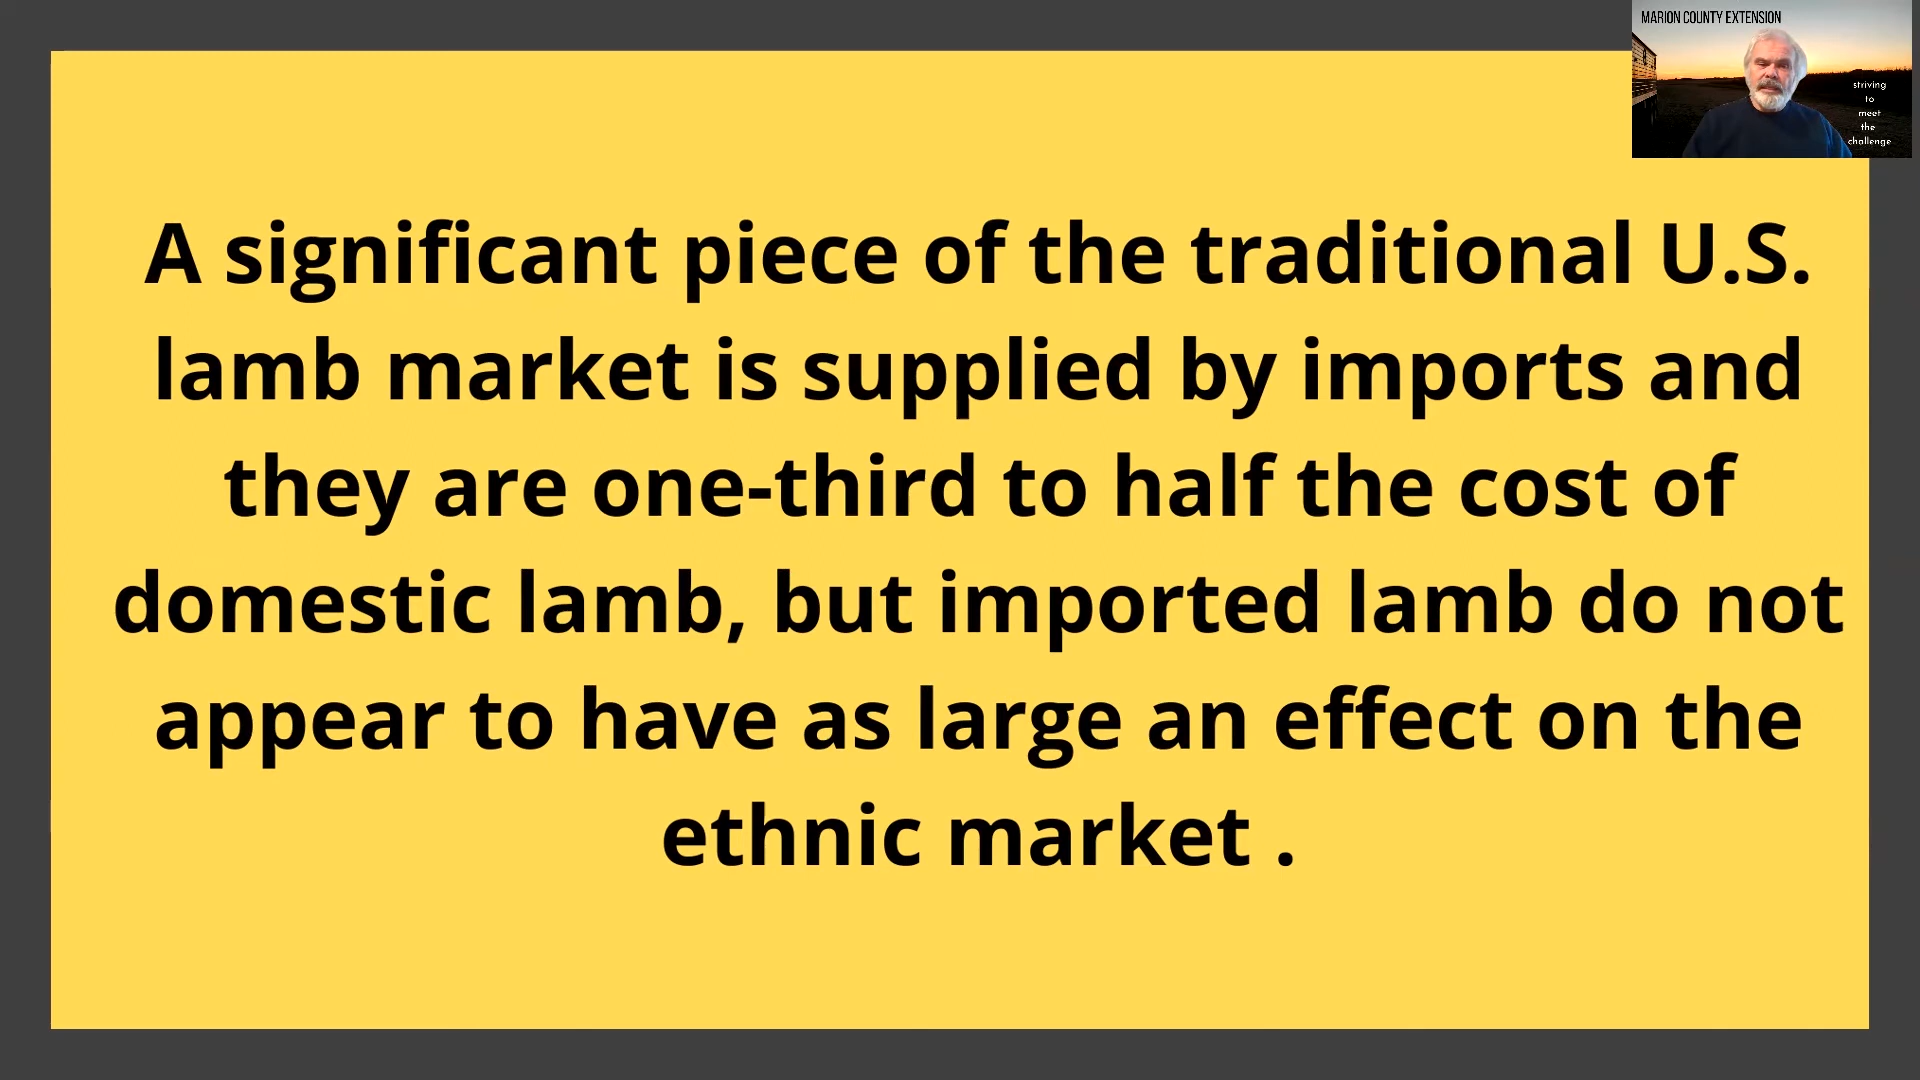 MARION COUNTY EXTENSION
striving
to
meet
the
challenge
A significant piece of the traditional U.S.
lamb market is supplied by imports and
they are one-third to half the cost of
domestic lamb, but imported lamb do not
appear to have as large an effect on the
ethnic market .